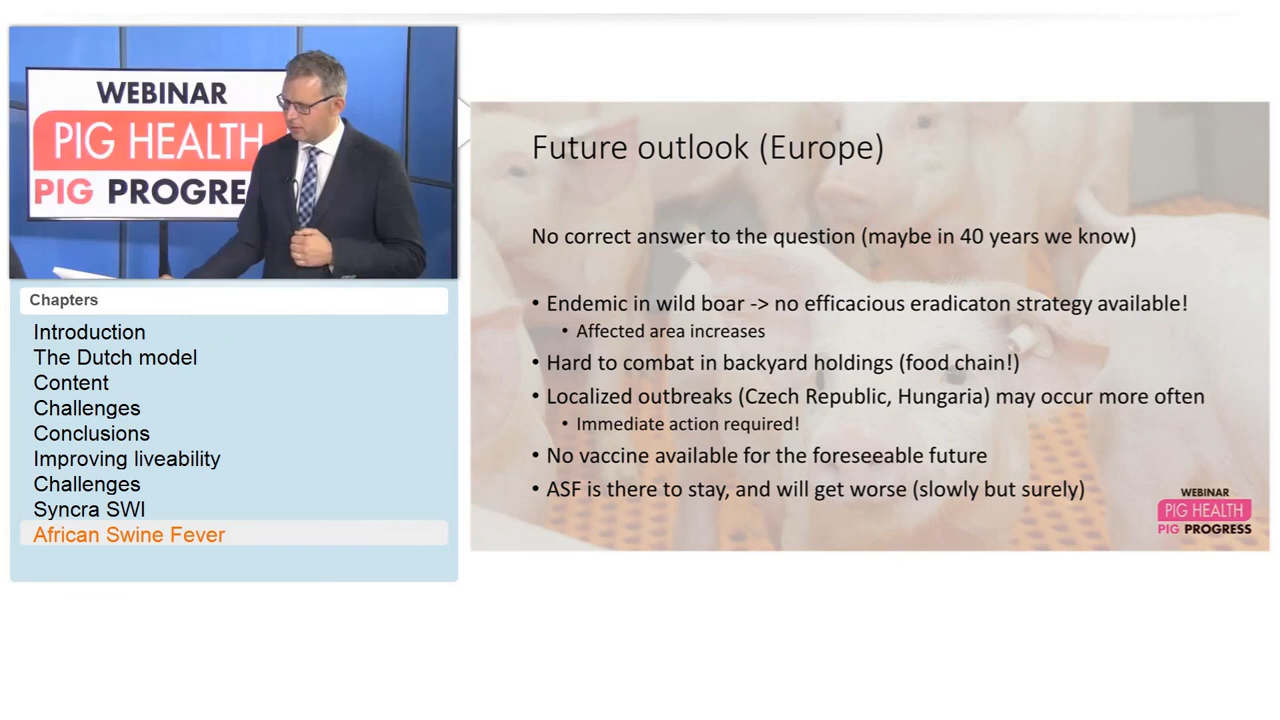 WEBINAR
PIG HEALTH
PIG PROGRE
Chapters
Introduction
The Dutch model
Content
Challenges
Conclusions
Improving liveability
Challenges
Syncra SWI
African Swine Fever
Future outlook (Europe)
No correct answer to the question (maybe in 40 years we know)
• Endemic in wild boar -> no efficacious eradicaton strategy available!
• Affected area increases
• Hard to combat in backyard holdings (food chain!)
• Localized outbreaks (Czech Republic, Hungaria) may occur more often
• Immediate action required!
• No vaccine available for the foreseeable future
• ASF is there to stay, and will get worse (slowly but surely)
WEBINAR
PIG HEALTH
PIG PROGRESS